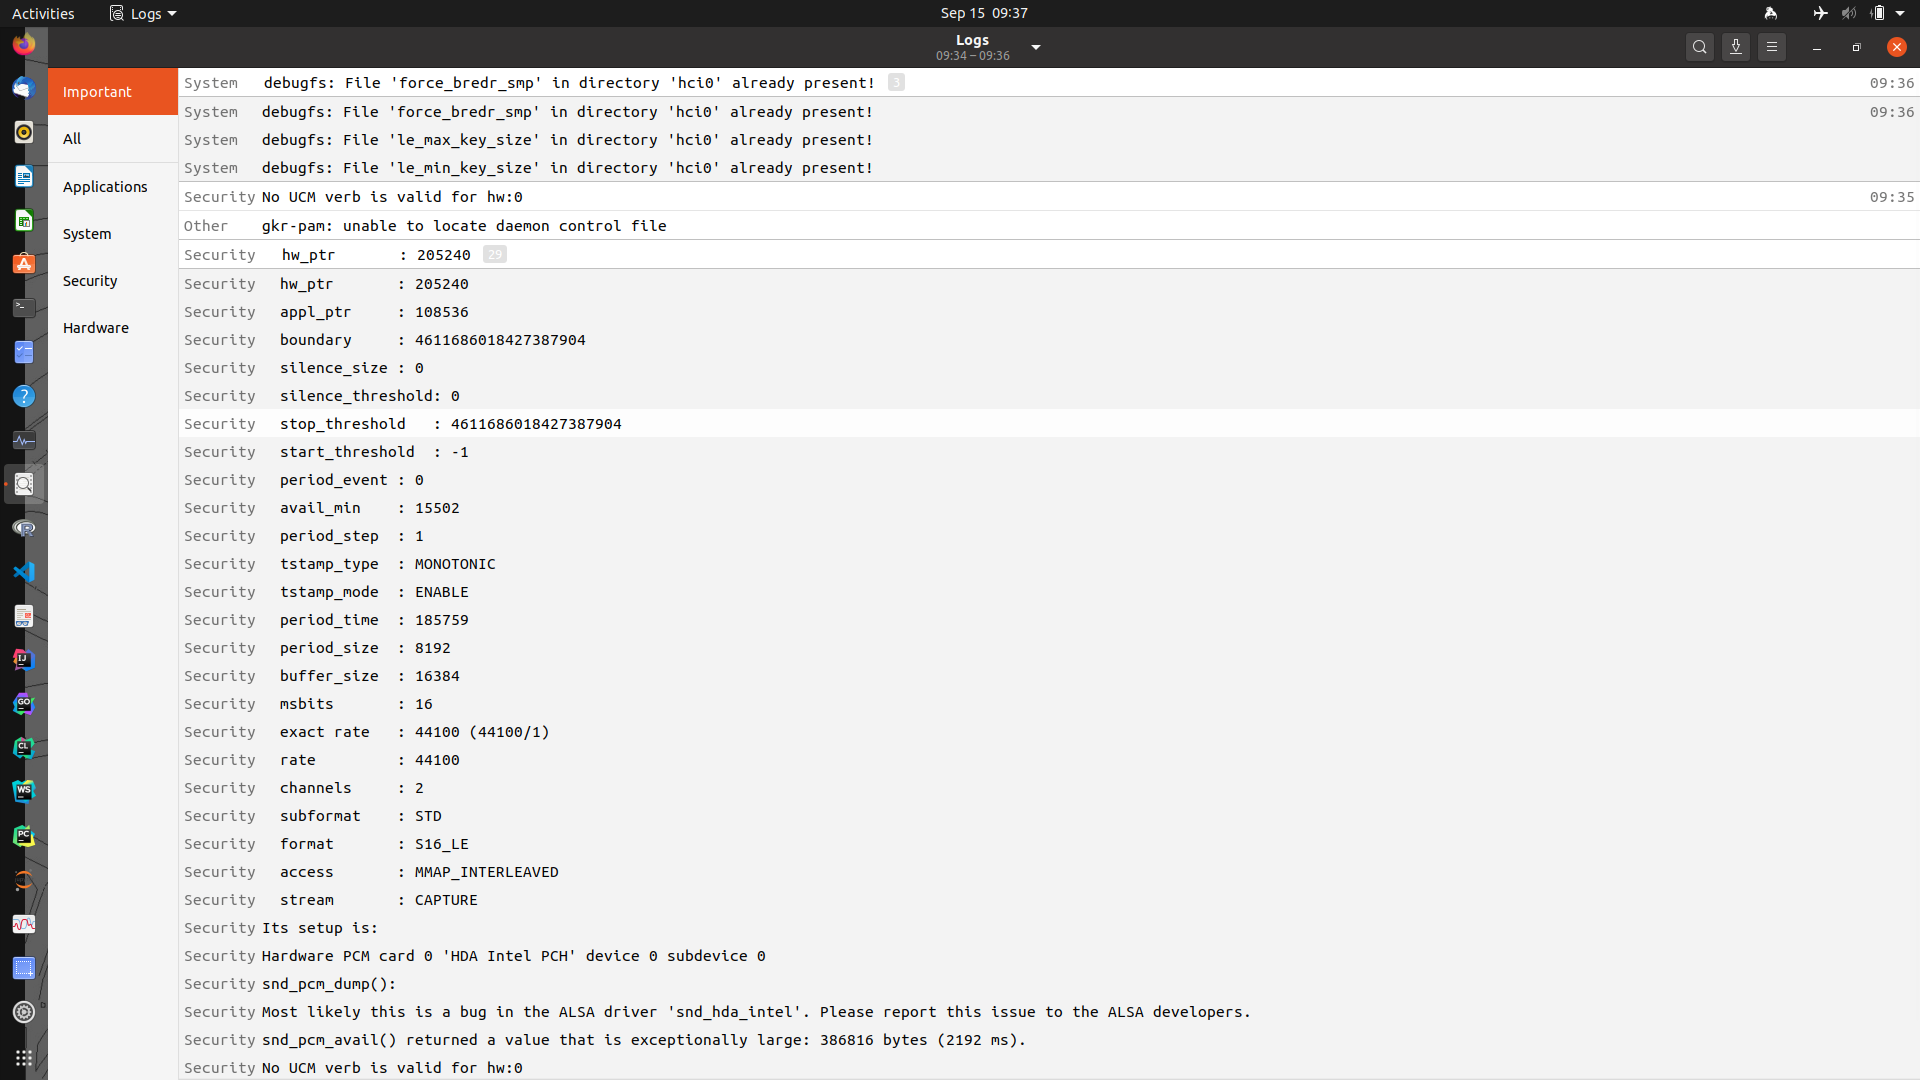 Activities Logs Sep 15 09:37
Logs
09:34 – 09:36
Important
All
Applications
System
Security
Hardware
System debugfs: File 'force_bredr_smp' in directory 'hci0' already present! 3 09:36
System debugfs: File 'force_bredr_smp' in directory 'hci0' already present! 09:36
System debugfs: File 'le_max_key_size' in directory 'hci0' already present!
System debugfs: File 'le_min_key_size' in directory 'hci0' already present!
Security No UCM verb is valid for hw:0 09:35
Other gkr-pam: unable to locate daemon control file
Security hw_ptr : 205240 29
Security hw_ptr : 205240
Security appl_ptr : 108536
Security boundary : 4611686018427387904
Security silence_size : 0
Security silence_threshold: 0
Security stop_threshold : 4611686018427387904
Security start_threshold : -1
Security period_event : 0
Security avail_min : 15502
Security period_step : 1
Security tstamp_type : MONOTONIC
Security tstamp_mode : ENABLE
Security period_time : 185759
Security period_size : 8192
Security buffer_size : 16384
Security msbits : 16
Security exact rate : 44100 (44100/1)
Security rate : 44100
Security channels : 2
Security subformat : STD
Security format : S16_LE
Security access : MMAP_INTERLEAVED
Security stream : CAPTURE
Security Its setup is:
Security Hardware PCM card 0 'HDA Intel PCH' device 0 subdevice 0
Security snd_pcm_dump():
Security Most likely this is a bug in the ALSA driver 'snd_hda_intel'. Please report this issue to the ALSA developers.
Security snd_pcm_avail() returned a value that is exceptionally large: 386816 bytes (2192 ms).
Security No UCM verb is valid for hw:0